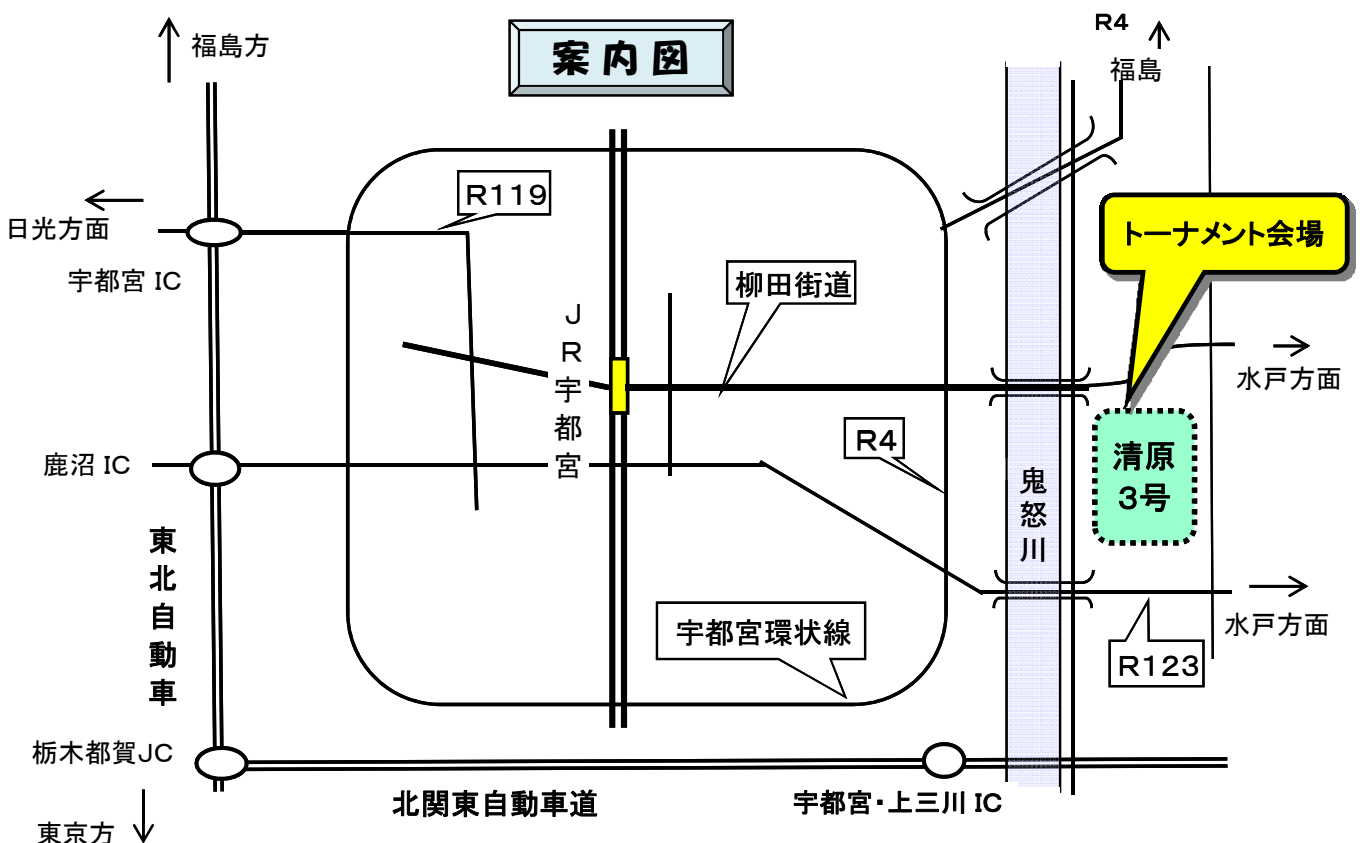 R4
福島方
案内図
福島
R119
日光方面
トーナメント会場
宇都宮 IC
柳田街道
JR宇都宮
水戸方面
R4
鹿沼 IC
清原
3号
鬼怒川
東北自動車
宇都宮環状線
水戸方面
R123
栃木都賀JC
北関東自動車道
宇都宮・上三川 IC
東京方